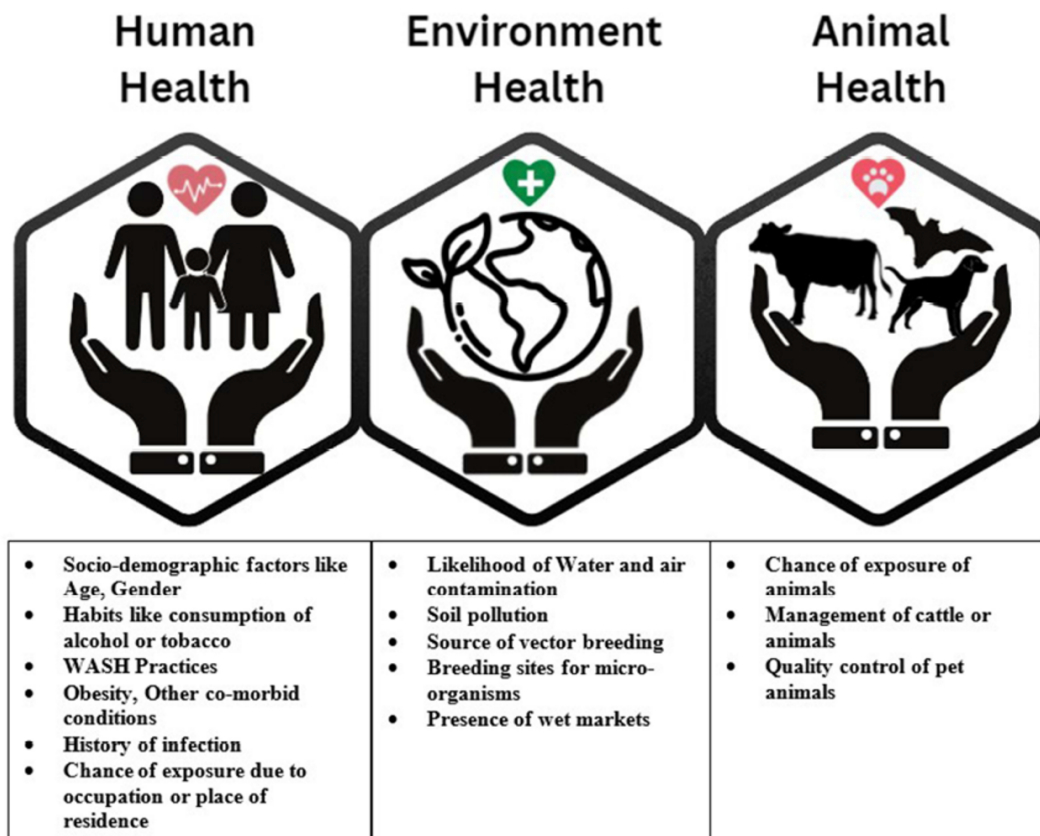 Human
Health
Environment
Health
Animal
Health
• Socio-demographic factors like
Age, Gender
• Habits like consumption of
alcohol or tobacco
• WASH Practices
• Obesity, Other co-morbid
conditions
• History of infection
• Chance of exposure due to
occupation or place of
residence
• Likelihood of Water and air
contamination
• Soil pollution
• Source of vector breeding
• Breeding sites for micro-
organisms
• Presence of wet markets
• Chance of exposure of
animals
• Management of cattle or
animals
• Quality control of pet
animals